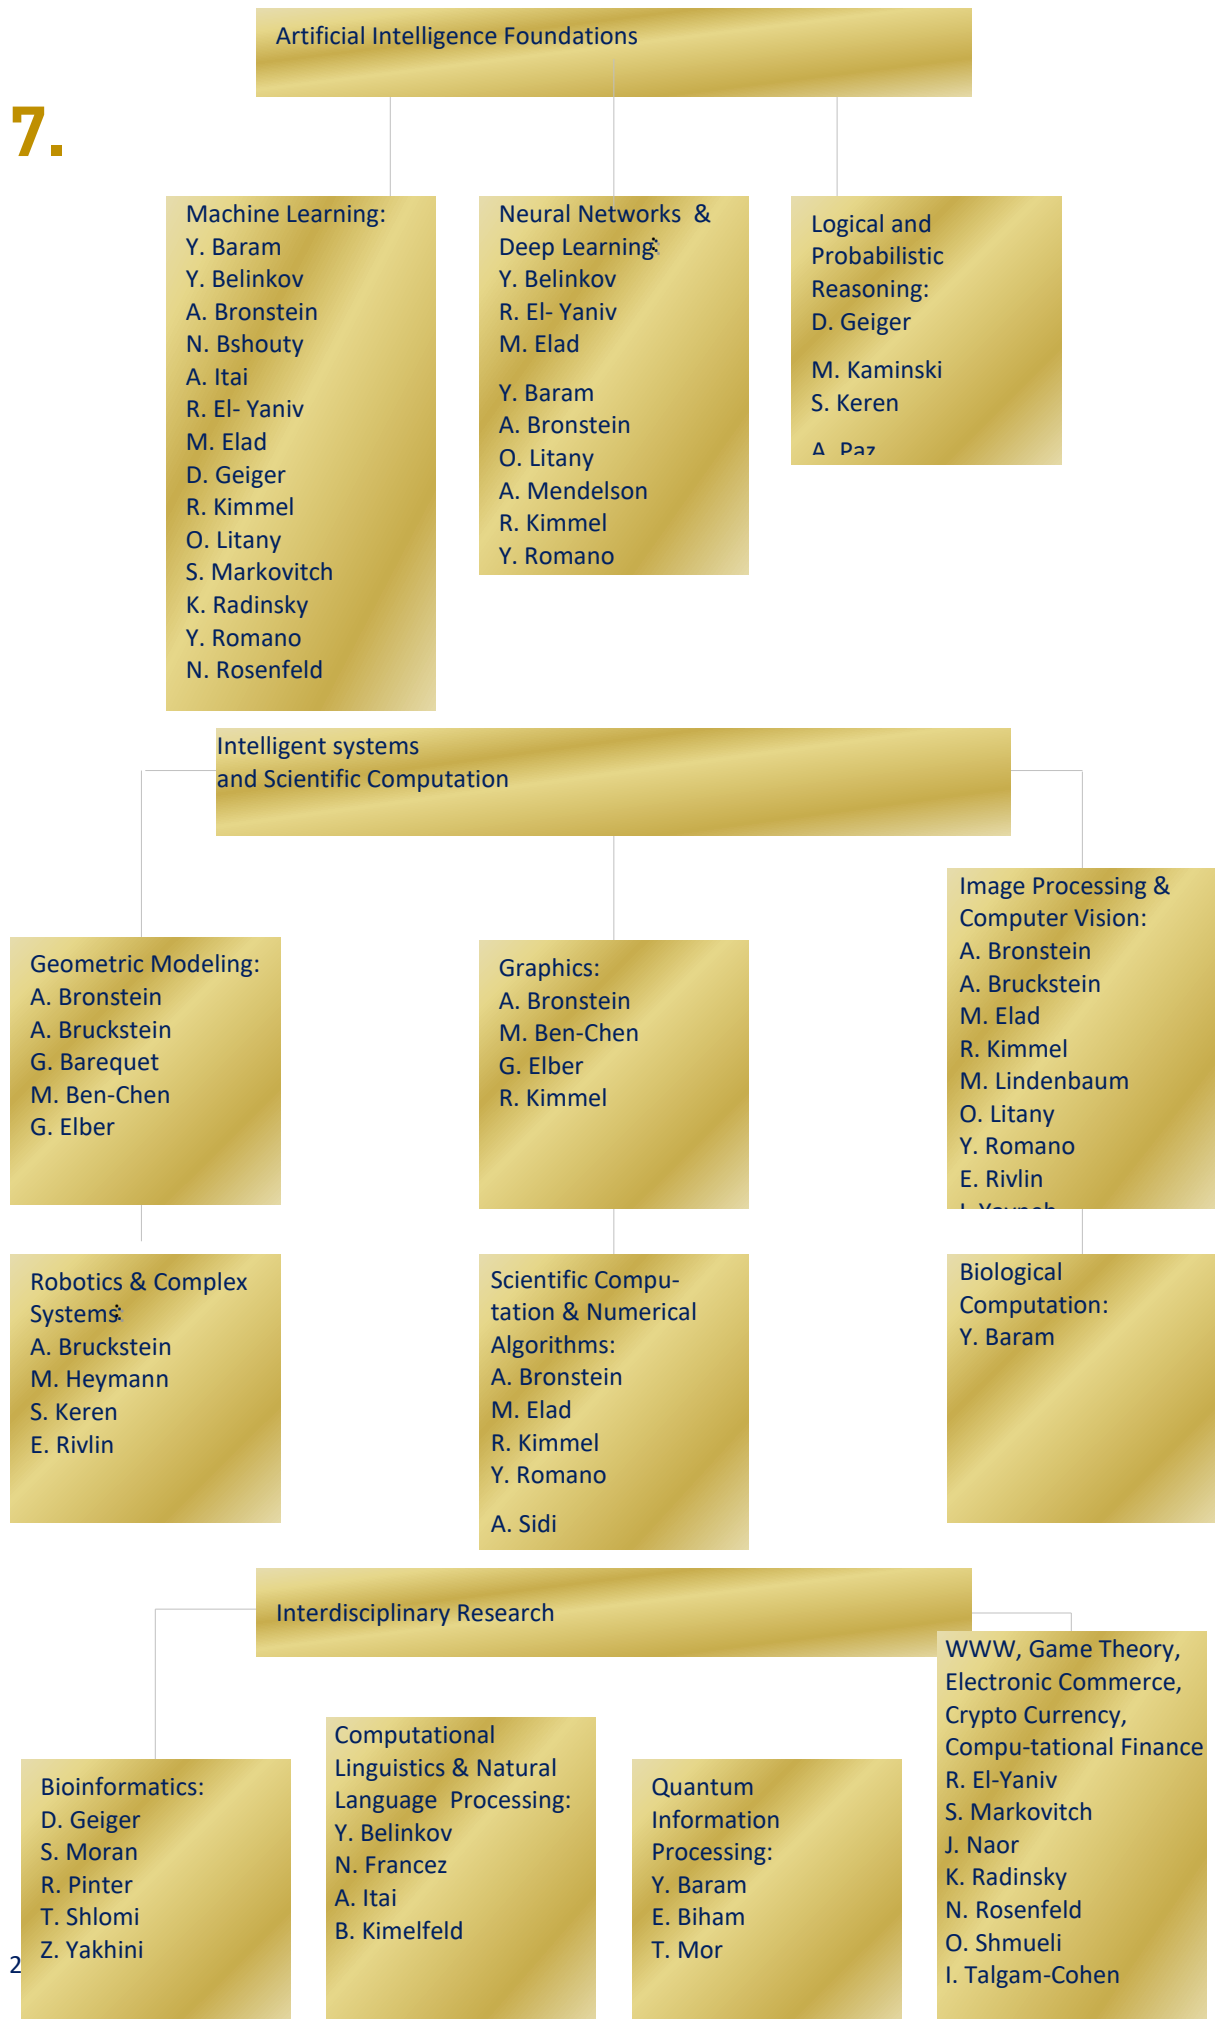 Artificial Intelligence Foundations
7.
Machine Learning:
Y. Baram
Y. Belinkov
A. Bronstein
N. Bshouty
A. Itai
R. El- Yaniv
M. Elad
D. Geiger
R. Kimmel
O. Litany
S. Markovitch
K. Radinsky
Y. Romano
N. Rosenfeld
Neural Networks &
Deep Learning:
Y. Belinkov
R. El- Yaniv
M. Elad
Y. Baram
A. Bronstein
O. Litany
A. Mendelson
R. Kimmel
Y. Romano
Logical and
Probabilistic
Reasoning:
D. Geiger
M. Kaminski
S. Keren
A. Paz
Intelligent systems
and Scientific Computation
Geometric Modeling:
A. Bronstein
A. Bruckstein
G. Barequet
M. Ben-Chen
G. Elber
Graphics:
A. Bronstein
M. Ben-Chen
G. Elber
R. Kimmel
Image Processing &
Computer Vision:
A. Bronstein
A. Bruckstein
M. Elad
R. Kimmel
M. Lindenbaum
O. Litany
Y. Romano
E. Rivlin
Robotics & Complex
Systems:
A. Bruckstein
M. Heymann
S. Keren
E. Rivlin
Scientific Compu-
tation & Numerical
Algorithms:
A. Bronstein
M. Elad
R. Kimmel
Y. Romano
A. Sidi
Biological
Computation:
Y. Baram
Interdisciplinary Research
Bioinformatics:
D. Geiger
S. Moran
R. Pinter
T. Shlomi
Z. Yakhini
Computational
Linguistics & Natural
Language Processing:
Y. Belinkov
N. Francez
A. Itai
B. Kimelfeld
Quantum
Information
Processing:
Y. Baram
E. Biham
T. Mor
WWW, Game Theory,
Electronic Commerce,
Crypto Currency,
Compu-tational Finance
R. El-Yaniv
S. Markovitch
J. Naor
K. Radinsky
N. Rosenfeld
O. Shmueli
I. Talgam-Cohen
2